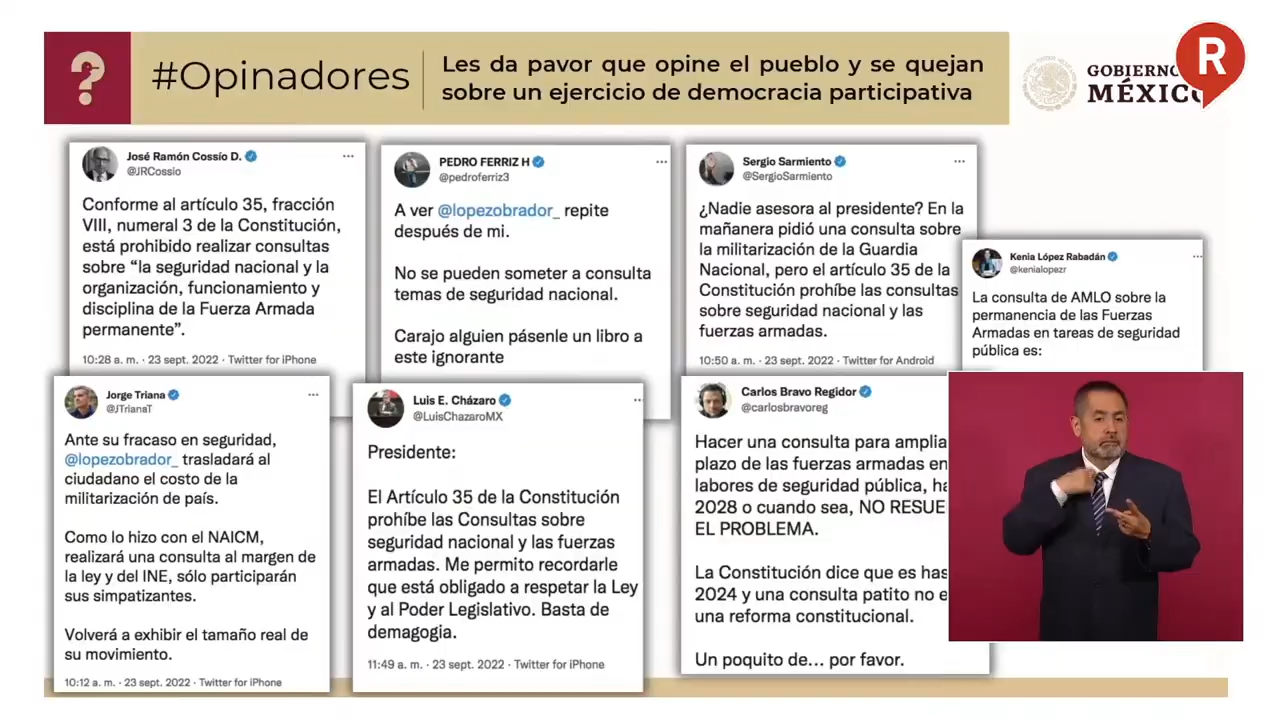 ?
#Opinadores
Les da pavor que opine el pueblo y se quejan
sobre un ejercicio de democracia participativa
GOBIERNO
MÉXICO
R
José Ramón Cossío D.
@JRCossio
Conforme al artículo 35, fracción
VIII, numeral 3 de la Constitución,
está prohibido realizar consultas
sobre “la seguridad nacional y la
organización, funcionamiento y
disciplina de la Fuerza Armada
permanente”.
10:28 a. m. · 23 sept. 2022 · Twitter for iPhone
PEDRO FERIZ H
@pedroferriz3
A ver @lopezobrador_ repite
después de mi.
No se pueden someter a consulta
temas de seguridad nacional.
Carajo alguien pásenle un libro a
este ignorante
Sergio Sarmiento
@SergioSarmiento
¿Nadie asesora al presidente? En la
mañanera pidió una consulta sobre
la militarización de la Guardia
Nacional, pero el artículo 35 de la
Constitución prohíbe las consultas
sobre seguridad nacional y las
fuerzas armadas.
10:50 a. m. · 23 sept. 2022 · Twitter for Android
Kenia López Rabadán
@kenialopezr
La consulta de AMLO sobre la
permanencia de las Fuerzas
Armadas en tareas de seguridad
pública es:
Jorge Triana
@JTrianaT
Ante su fracaso en seguridad,
@lopezobrador_ trasladará al
ciudadano el costo de la
militarización de país.
Como lo hizo con el NAICM,
realizará una consulta al margen de
la ley y del INE, sólo participarán
sus simpatizantes.
Volverá a exhibir el tamaño real de
su movimiento.
10:12 a. m. · 23 sept. 2022 · Twitter for iPhone
Luis E. Cházaro
@LuisChazaroMX
Presidente:
El Artículo 35 de la Constitución
prohíbe las Consultas sobre
seguridad nacional y las fuerzas
armadas. Me permito recordarle
que está obligado a respetar la Ley
y al Poder Legislativo. Basta de
demagogia.
11:49 a. m. · 23 sept. 2022 · Twitter for iPhone
Carlos Bravo Regidor
@carlosbravoreg
Hacer una consulta para amplia
plazo de las fuerzas armadas en
labores de seguridad pública, ha
2028 o cuando sea, NO RESUE
EL PROBLEMA.
La Constitución dice que es has
2024 y una consulta patito no e
una reforma constitucional.
Un poquito de... por favor.